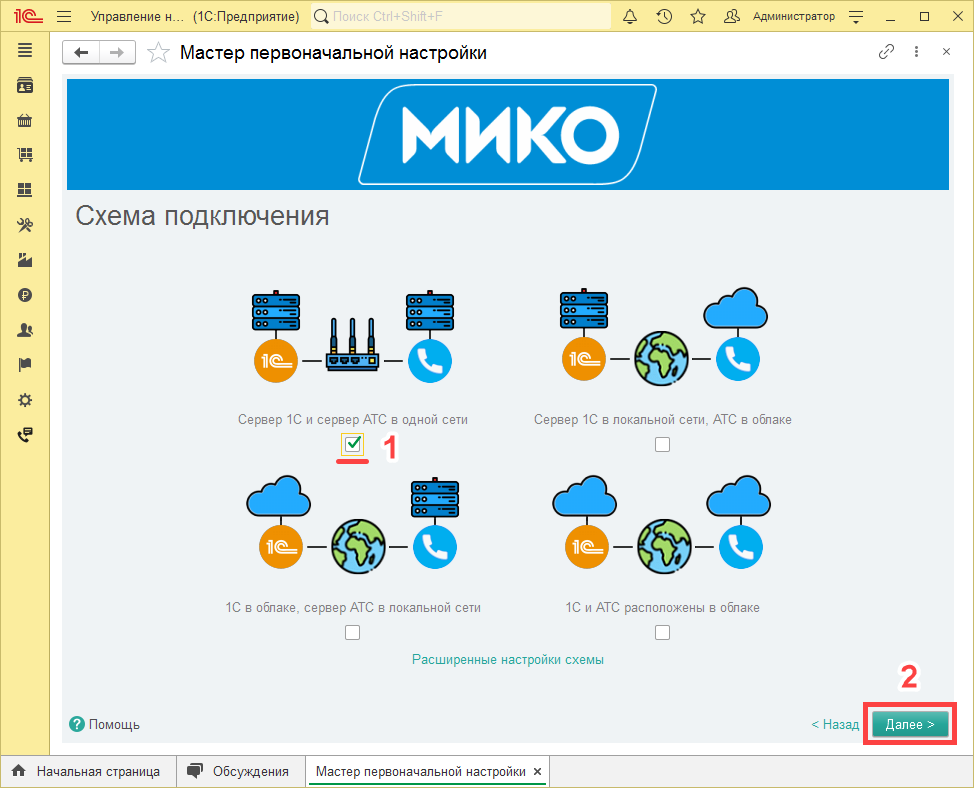 1С Управление н... (1С:Предприятие) Поиск Ctrl+Shift+F Администратор
Мастер первоначальной настройки
МИКО
Схема подключения
1С 1С
Сервер 1С и сервер АТС в одной сети
Сервер 1С в локальной сети, АТС в облаке
1
1С 1С
1С в облаке, сервер АТС в локальной сети
1С и АТС расположены в облаке
Расширенные настройки схемы
2
? Помощь
< Назад
Далее >
Начальная страница
Обсуждения
Мастер первоначальной настройки ×